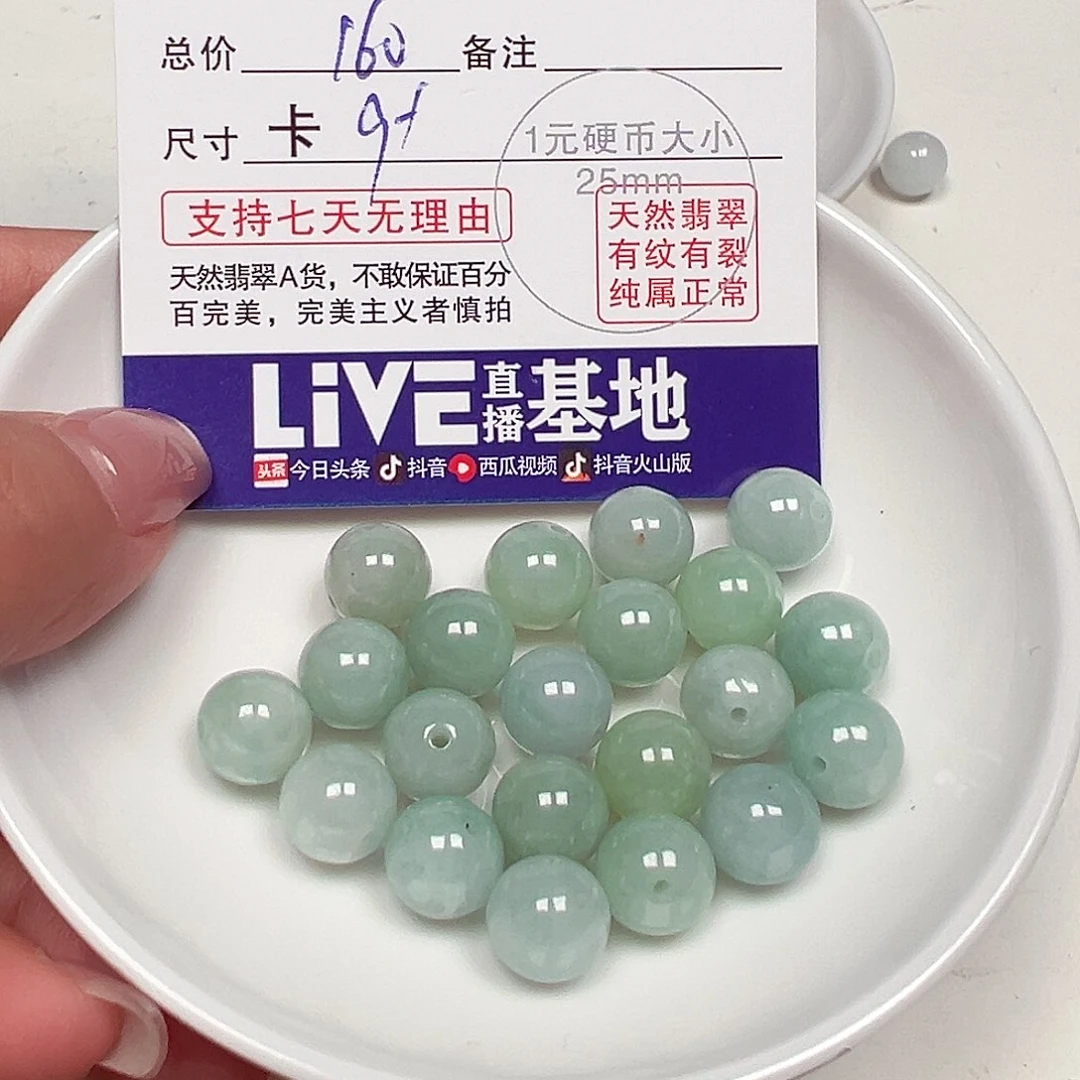 总价 160 备注
尺寸 卡 9+
1元硬币大小
25mm
支持七天无理由
天然翡翠
有纹有裂
纯属正常
天然翡翠A货，不敢保证百分
百完美，完美主义者慎拍
LiVE直播基地
头条 今日头条 抖音 西瓜视频 抖音火山版